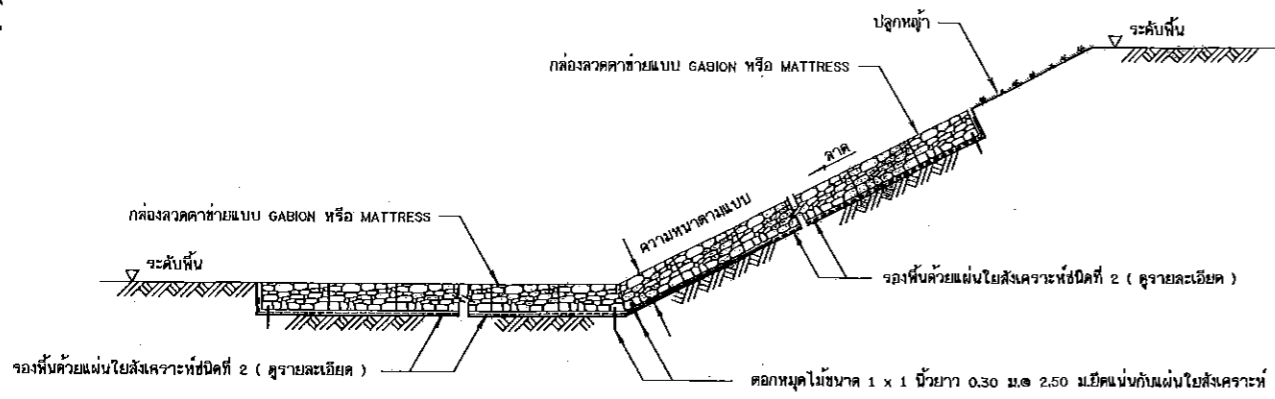 ปลูกหญ้า
ระดับพื้น
กล่องลวดตาข่ายแบบ GABION หรือ MATTRESS
ลาด
ความหนาตามแบบ
กล่องลวดตาข่ายแบบ GABION หรือ MATTRESS
ระดับพื้น
รองพื้นด้วยแผ่นใยสังเคราะห์ชนิดที่ 2 ( ดูรายละเอียด )
รองพื้นด้วยแผ่นใยสังเคราะห์ชนิดที่ 2 ( ดูรายละเอียด )
ตอกหมุดไม้ขนาด 1 x 1 นิ้วยาว 0.30 ม.@ 2.50 ม.ยึดแน่นกับแผ่นใยสังเคราะห์